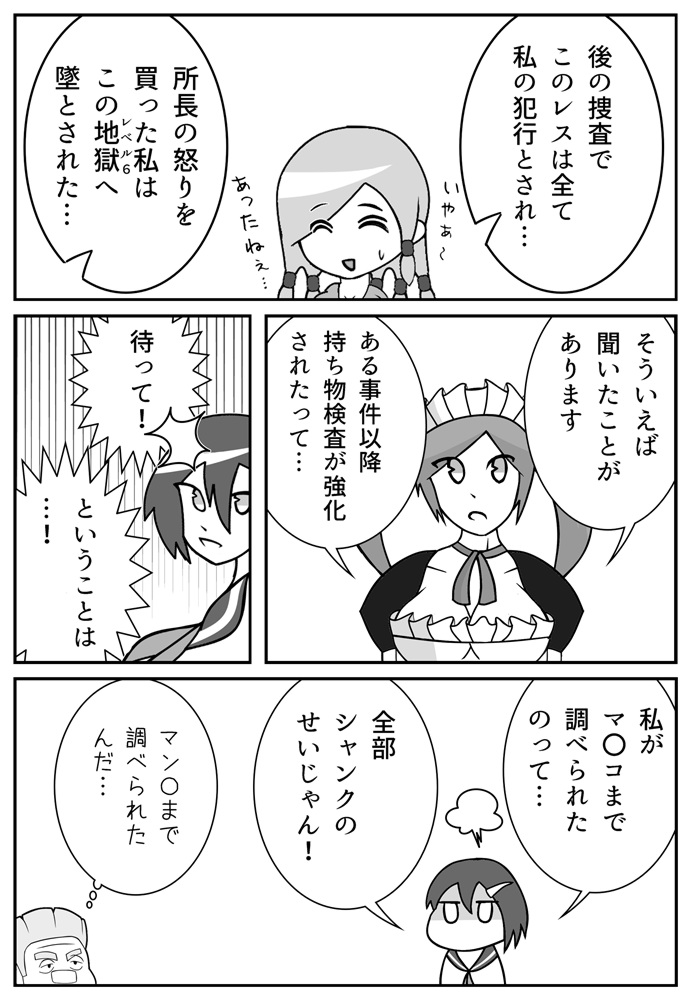 後の捜査で
このレスは全て
私の犯行とされ…
いやぁ~
あったねぇ…
所長の怒りを
買った私は
この地獄へ
レベル6
墜とされた…
そういえば
聞いたことが
あります
ある事件以降
持ち物検査が強化
されたって…
待って!
ということは
…!
私が
マ〇コまで
調べられた
のって…
全部
シャンクの
せいじゃん!
マン〇まで
調べられた
んだ…